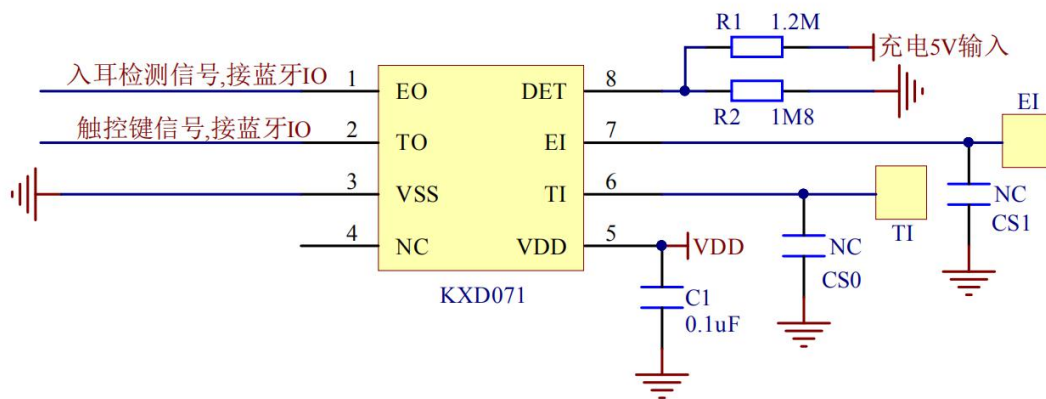 R1 1.2M
充电5V输入
入耳检测信号,接蓝牙IO 1 EO DET 8
R2 1M8
EI
触控键信号,接蓝牙IO 2 TO EI 7
3 VSS TI 6
NC
CS1
TI
4 NC VDD 5
VDD
NC
CS0
KXD071
C1
0.1uF